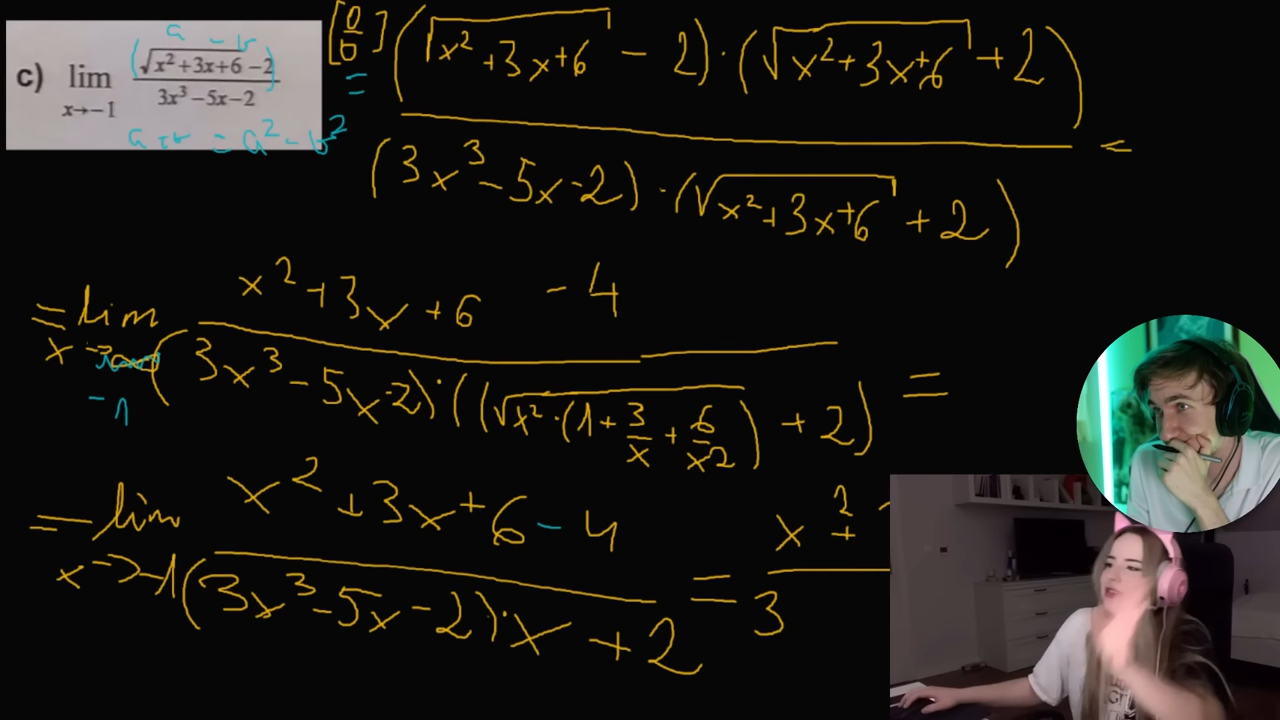 c) lim x→-1 (√x²+3x+6 -2) / 3x³-5x-2
a - b
a + b = a² - b²
[0/0] = (√x²+3x+6 - 2)·(√x²+3x+6 + 2) / (3x³-5x-2)·(√x²+3x+6 + 2) =
= lim x→-1 x²+3x+6 -4 / (3x³-5x-2)·((√x²·(1+3/x+6/x2) + 2) =
= lim x→-1 x²+3x+6-4 / (3x³-5x-2)·x+2 = x²+ / 3